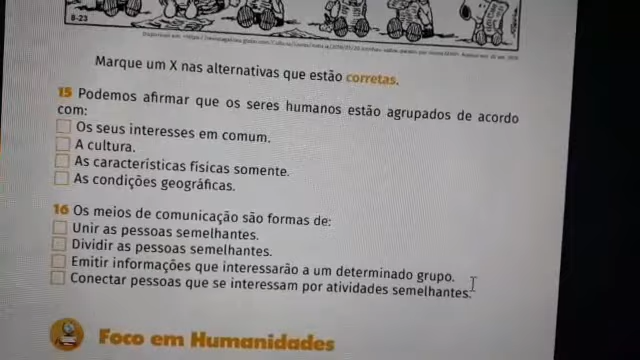 8-23
Marque um X nas alternativas que estão corretas.
15 Podemos afirmar que os seres humanos estão agrupados de acordo
com:
Os seus interesses em comum.
A cultura.
As características físicas somente.
As condições geográficas.
16 Os meios de comunicação são formas de:
Unir as pessoas semelhantes.
Dividir as pessoas semelhantes.
Emitir informações que interessarão a um determinado grupo.
Conectar pessoas que se interessam por atividades semelhantes.
Foco em Humanidades